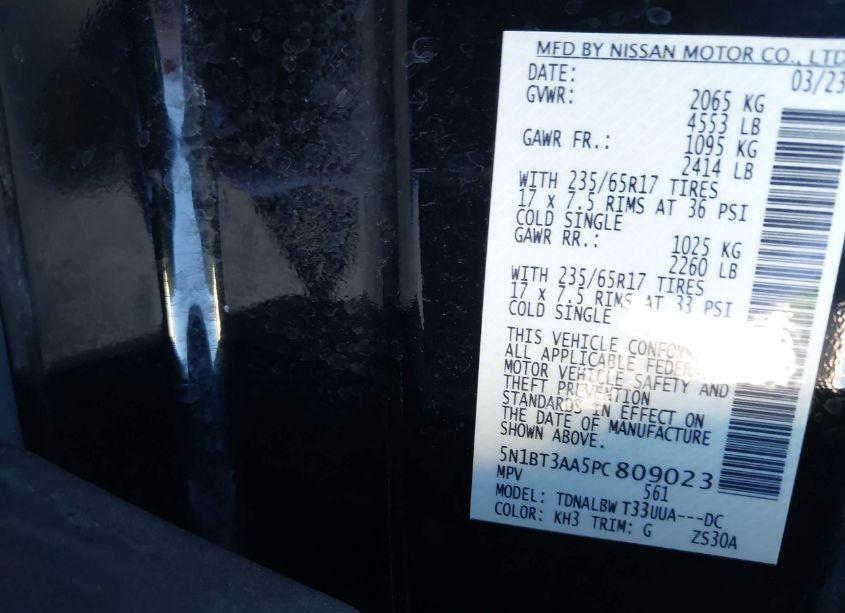 MFD BY NISSAN MOTOR CO., LTD
DATE: 03/23
GVWR: 2065 KG
4553 LB
GAWR FR.: 1095 KG
2414 LB
WITH 235/65R17 TIRES
17 x 7.5 RIMS AT 36 PSI
COLD SINGLE
GAWR RR.: 1025 KG
2260 LB
WITH 235/65R17 TIRES
17 x 7.5 RIMS AT 33 PSI
COLD SINGLE
THIS VEHICLE
ALL APPLICABLE
MOTOR VEHICLE SAFETY AND
THEFT PREVENTION
STANDARDS IN EFFECT ON
THE DATE OF MANUFACTURE
SHOWN ABOVE.
5N1BT3AA5PC809023
MPV 561
MODEL: TDNALBW T33UUA---DC
COLOR: KH3 TRIM: G ZS30A